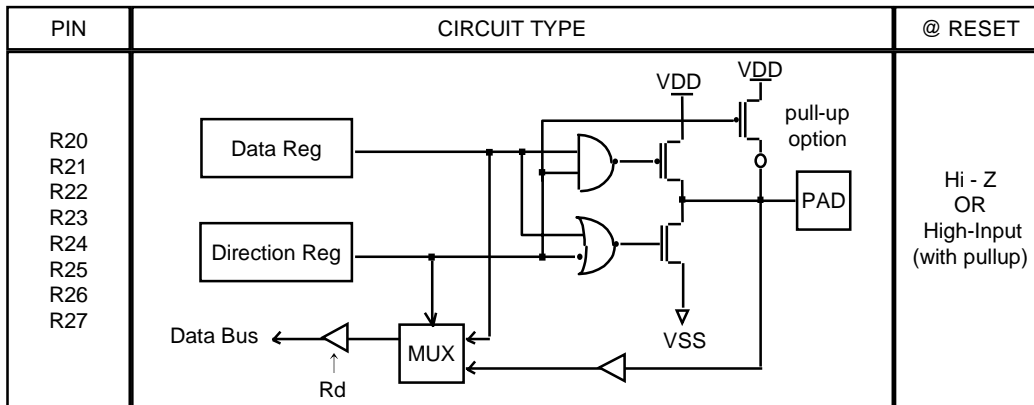 PIN
CIRCUIT TYPE
@ RESET
R20
R21
R22
R23
R24
R25
R26
R27
VDD
VDD
pull-up
option
Data Reg
PAD
Direction Reg
VSS
Data Bus
MUX
Rd
Hi - Z
OR
High-Input
(with pullup)